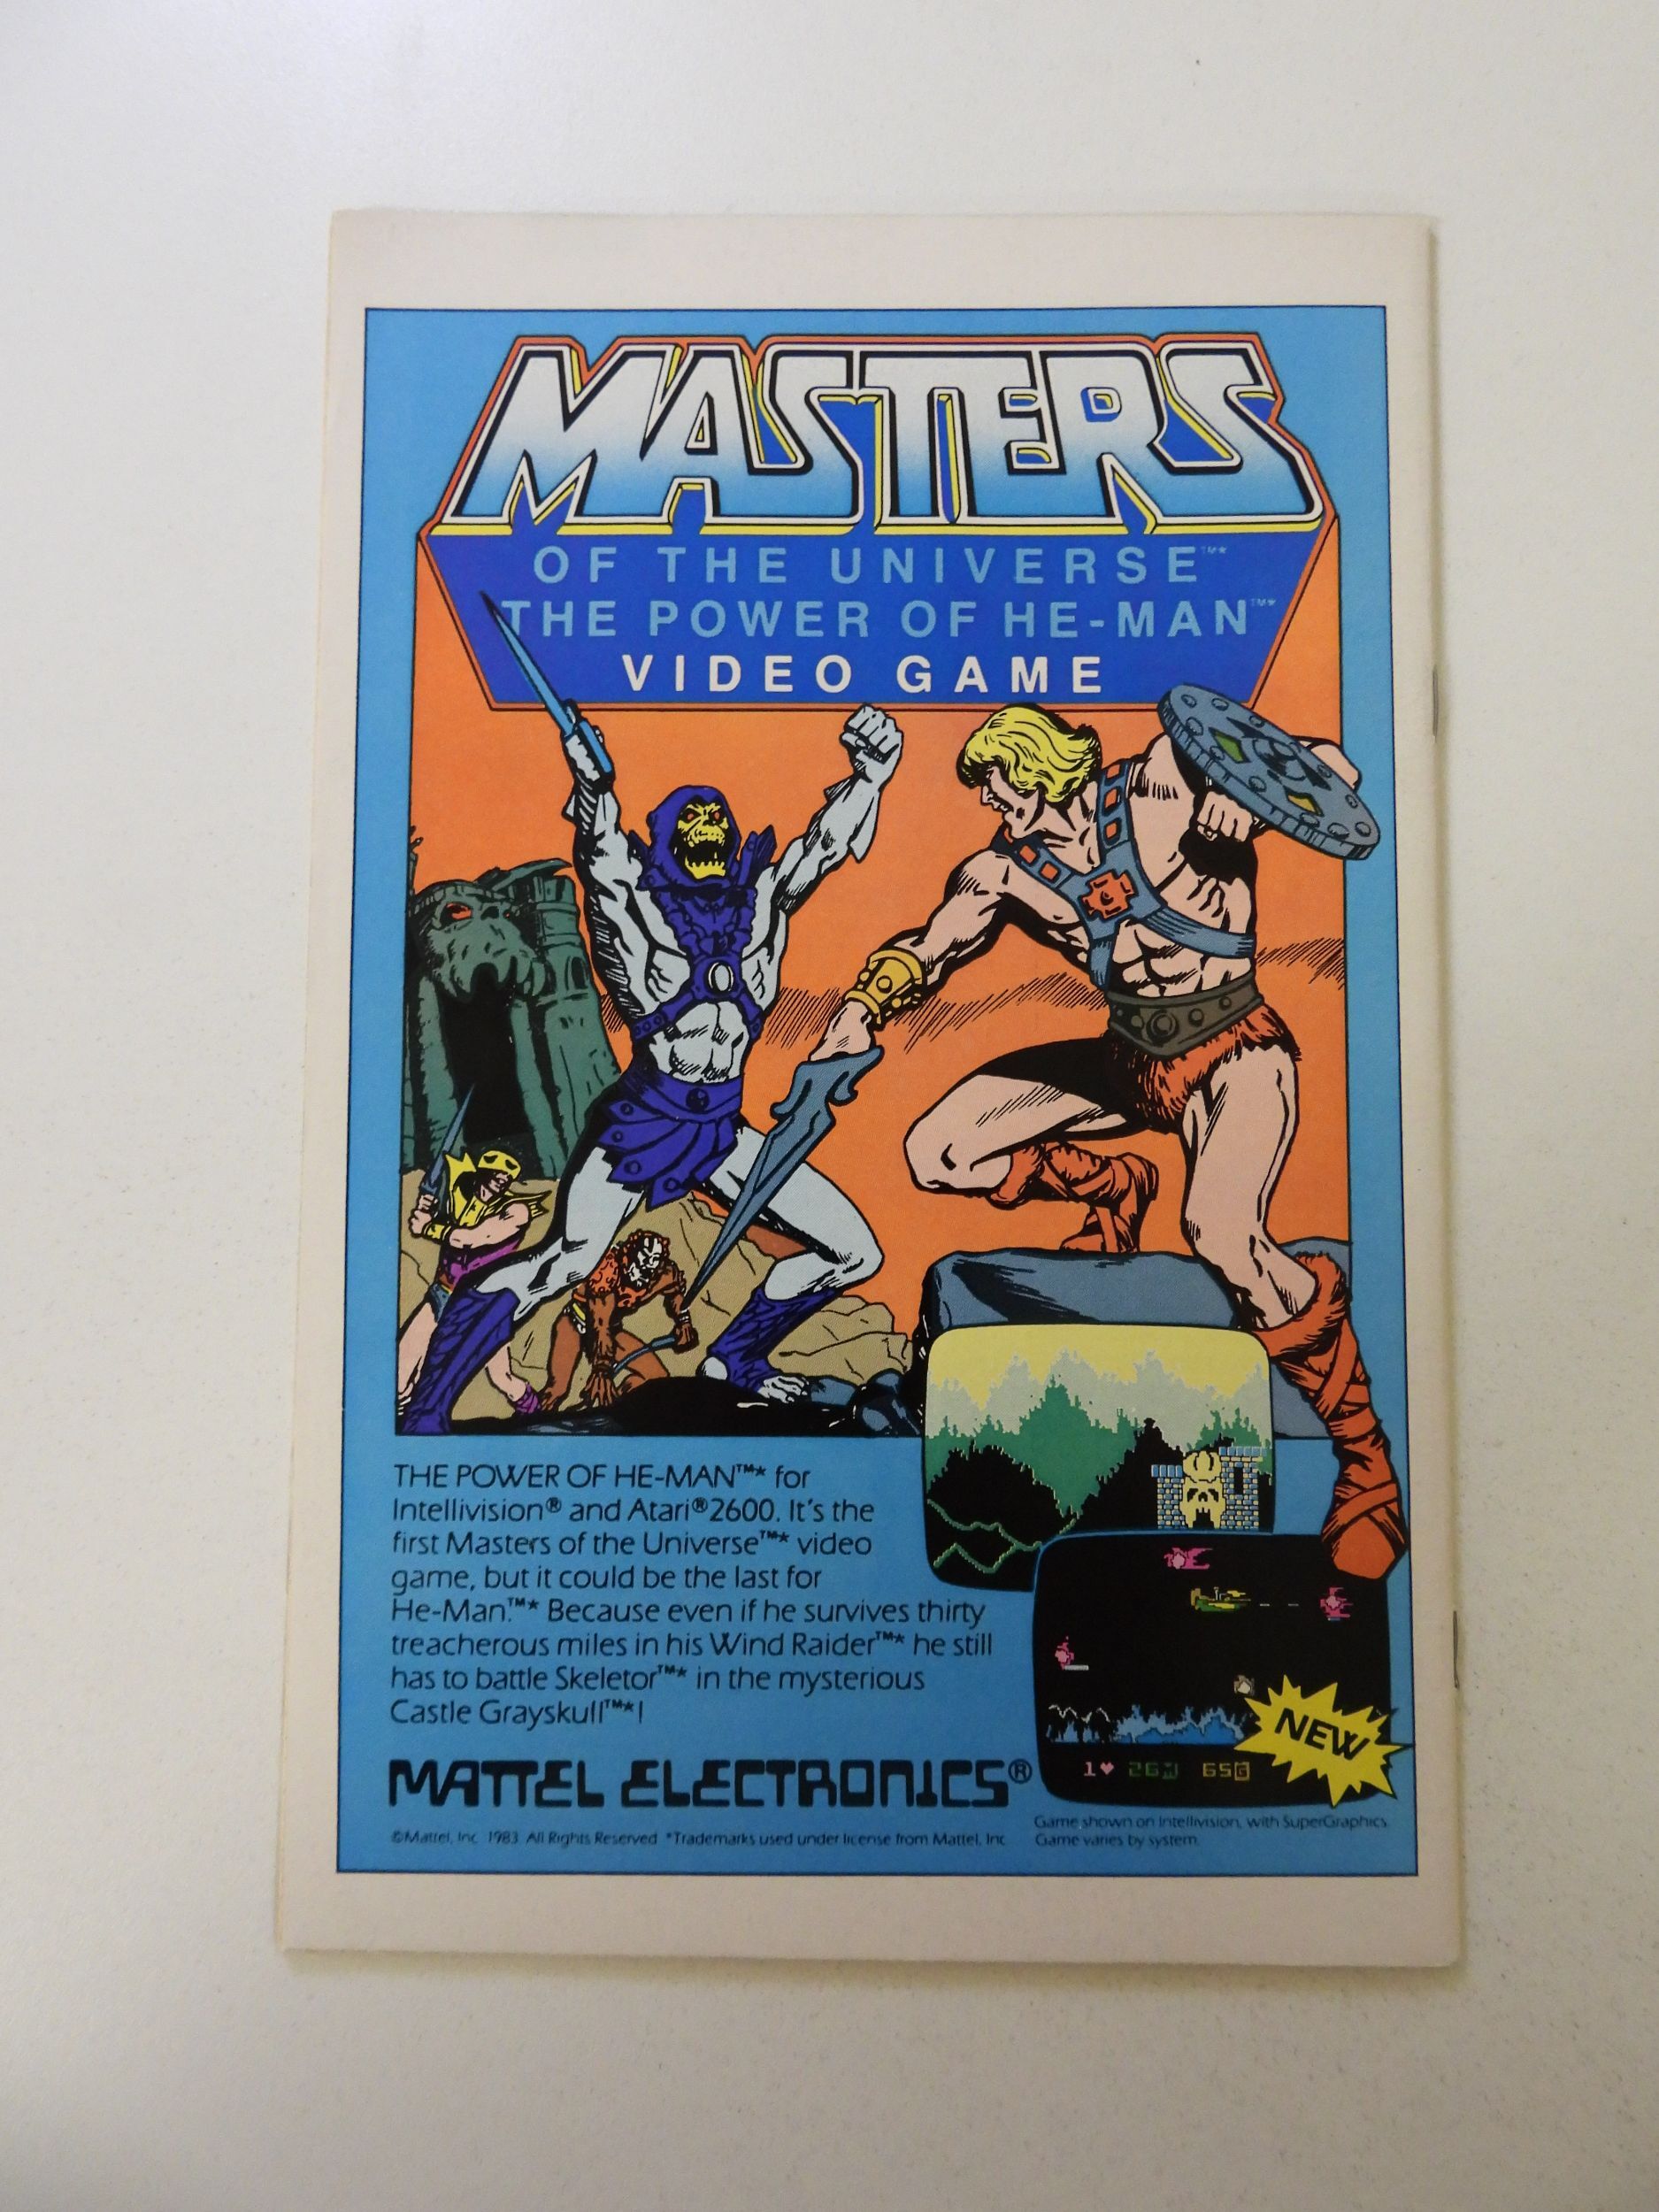 MASTERS
OF THE UNIVERSE™*
THE POWER OF HE-MAN™*
VIDEO GAME
THE POWER OF HE-MAN™* for
Intellivision® and Atari®2600. It's the
first Masters of the Universe™* video
game, but it could be the last for
He-Man.™* Because even if he survives thirty
treacherous miles in his Wind Raider™* he still
has to battle Skeletor™* in the mysterious
Castle Grayskull™*!
NEW
1♥ 26M 65G
MATTEL ELECTRONICS®
©Mattel, Inc. 1983. All Rights Reserved. *Trademarks used under license from Mattel, Inc.
Game shown on Intellivision, with SuperGraphics.
Game varies by system.